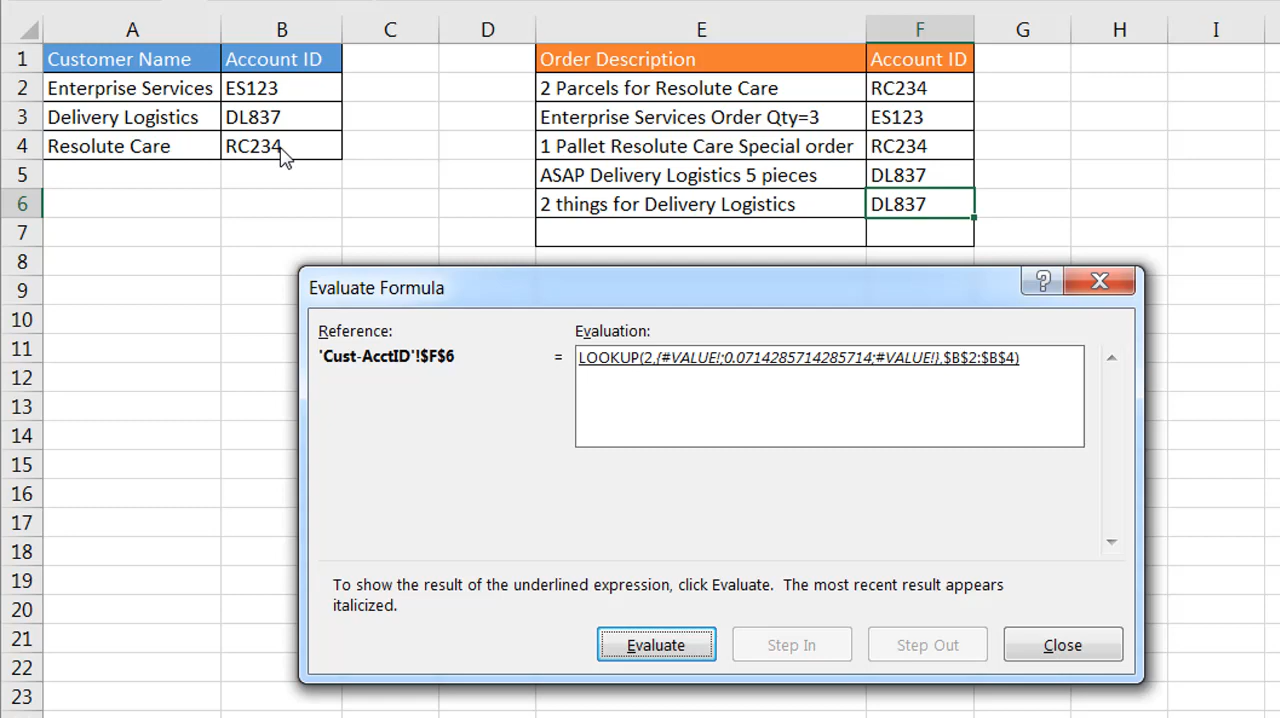 A B C D E F G H I
1 Customer Name Account ID Order Description Account ID
2 Enterprise Services ES123 2 Parcels for Resolute Care RC234
3 Delivery Logistics DL837 Enterprise Services Order Qty=3 ES123
4 Resolute Care RC234 1 Pallet Resolute Care Special order RC234
5 ASAP Delivery Logistics 5 pieces DL837
6 2 things for Delivery Logistics DL837
7
8
9
10
11
12
13
14
15
16
17
18
19
20
21
22
23
Evaluate Formula ?
Reference: Evaluation:
'Cust-AcctID'!$F$6 = LOOKUP(2,{#VALUE!;0.0714285714285714;#VALUE!},$B$2:$B$4)
To show the result of the underlined expression, click Evaluate. The most recent result appears
italicized.
Evaluate Step In Step Out Close